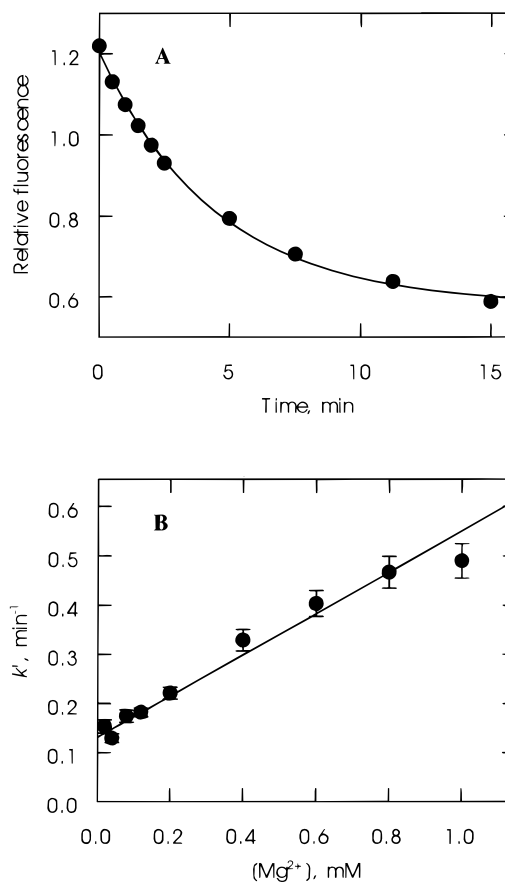 A
1.2
1.0
0.8
0.6
Relative fluorescence
0 5 10 15
Time, min
B
0.6
0.5
0.4
0.3
0.2
0.1
0.0
k', min⁻¹
0.0 0.2 0.4 0.6 0.8 1.0
(Mg²⁺), mM